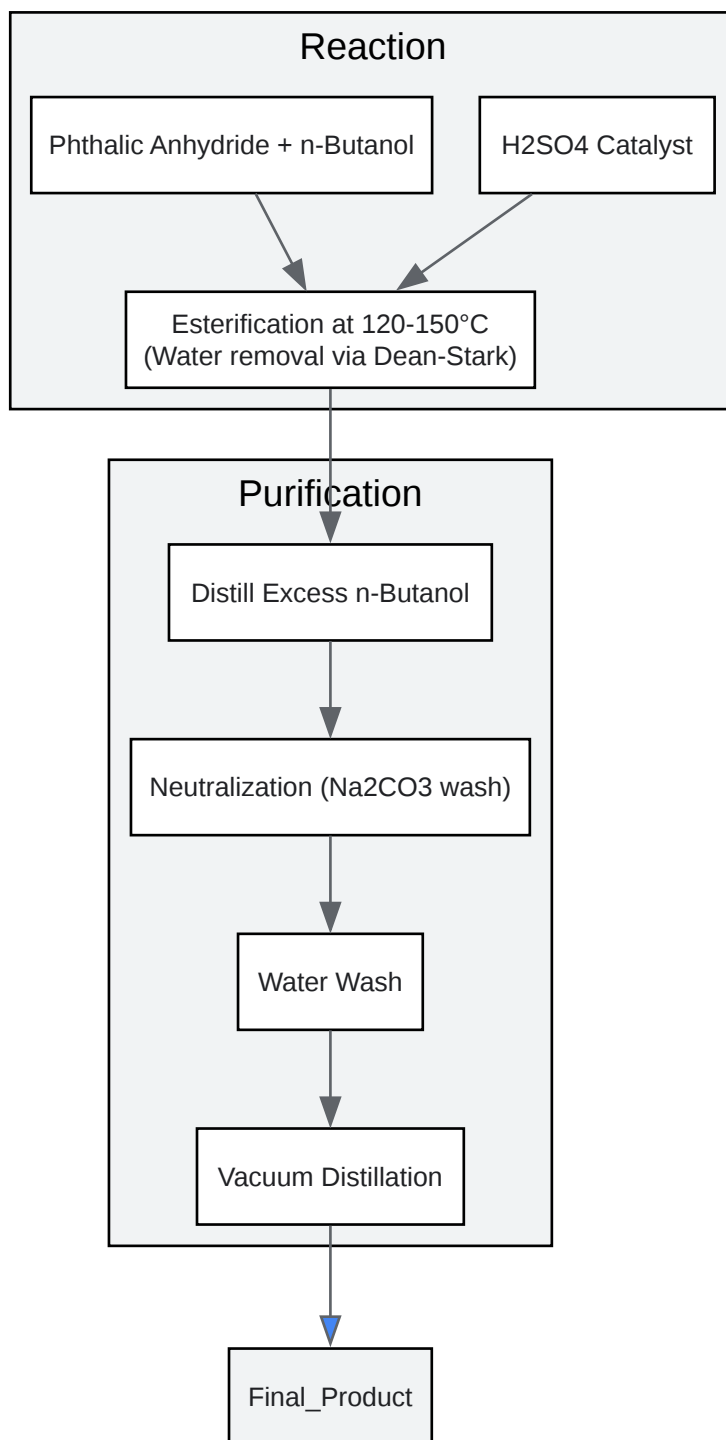 Reaction
Phthalic Anhydride + n-Butanol
H2SO4 Catalyst
Esterification at 120-150°C
(Water removal via Dean-Stark)
Purification
Distill Excess n-Butanol
Neutralization (Na2CO3 wash)
Water Wash
Vacuum Distillation
Final_Product